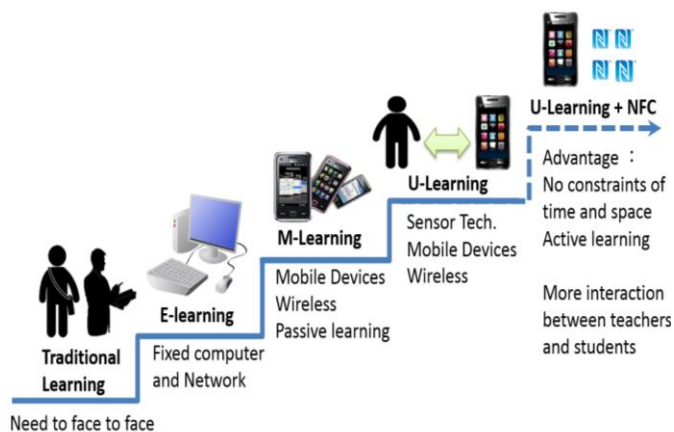 U-Learning + NFC
Advantage：
No constraints of
time and space
Active learning
More interaction
between teachers
and students
U-Learning
Sensor Tech.
Mobile Devices
Wireless
M-Learning
Mobile Devices
Wireless
Passive learning
E-learning
Fixed computer
and Network
Traditional
Learning
Need to face to face